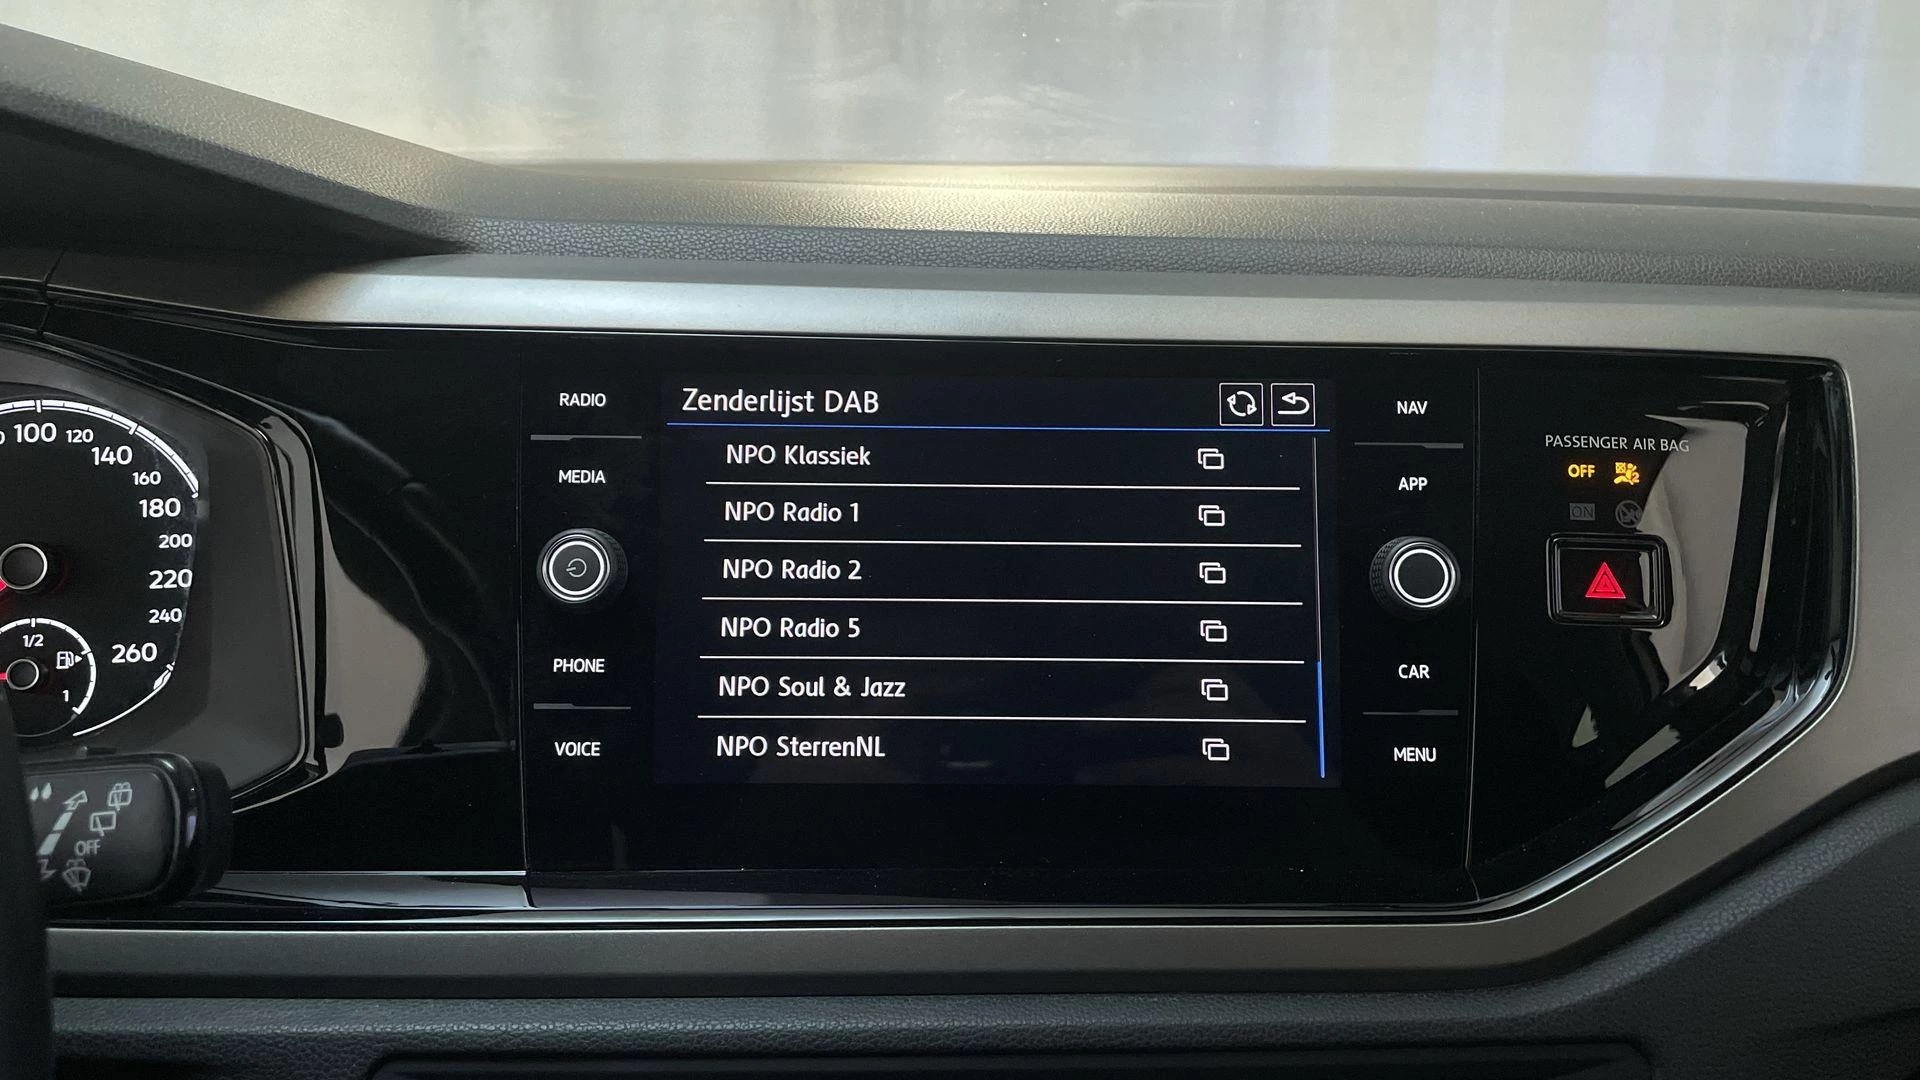 100
120
140
160
180
200
220
240
260
1/2
1
OFF
RADIO
MEDIA
PHONE
VOICE
Zenderlijst DAB
NPO Klassiek
NPO Radio 1
NPO Radio 2
NPO Radio 5
NPO Soul & Jazz
NPO SterrenNL
NAV
APP
CAR
MENU
PASSENGER AIR BAG
OFF
ON